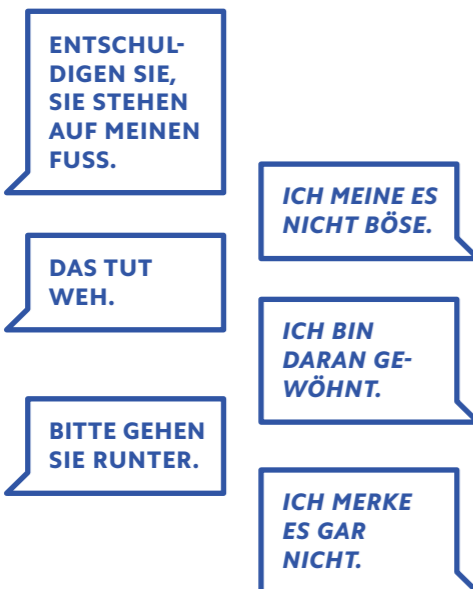 ENTSCHUL-
DIGEN SIE,
SIE STEHEN
AUF MEINEN
FUSS.
ICH MEINE ES
NICHT BÖSE.
DAS TUT
WEH.
ICH BIN
DARAN GE-
WÖHNT.
BITTE GEHEN
SIE RUNTER.
ICH MERKE
ES GAR
NICHT.